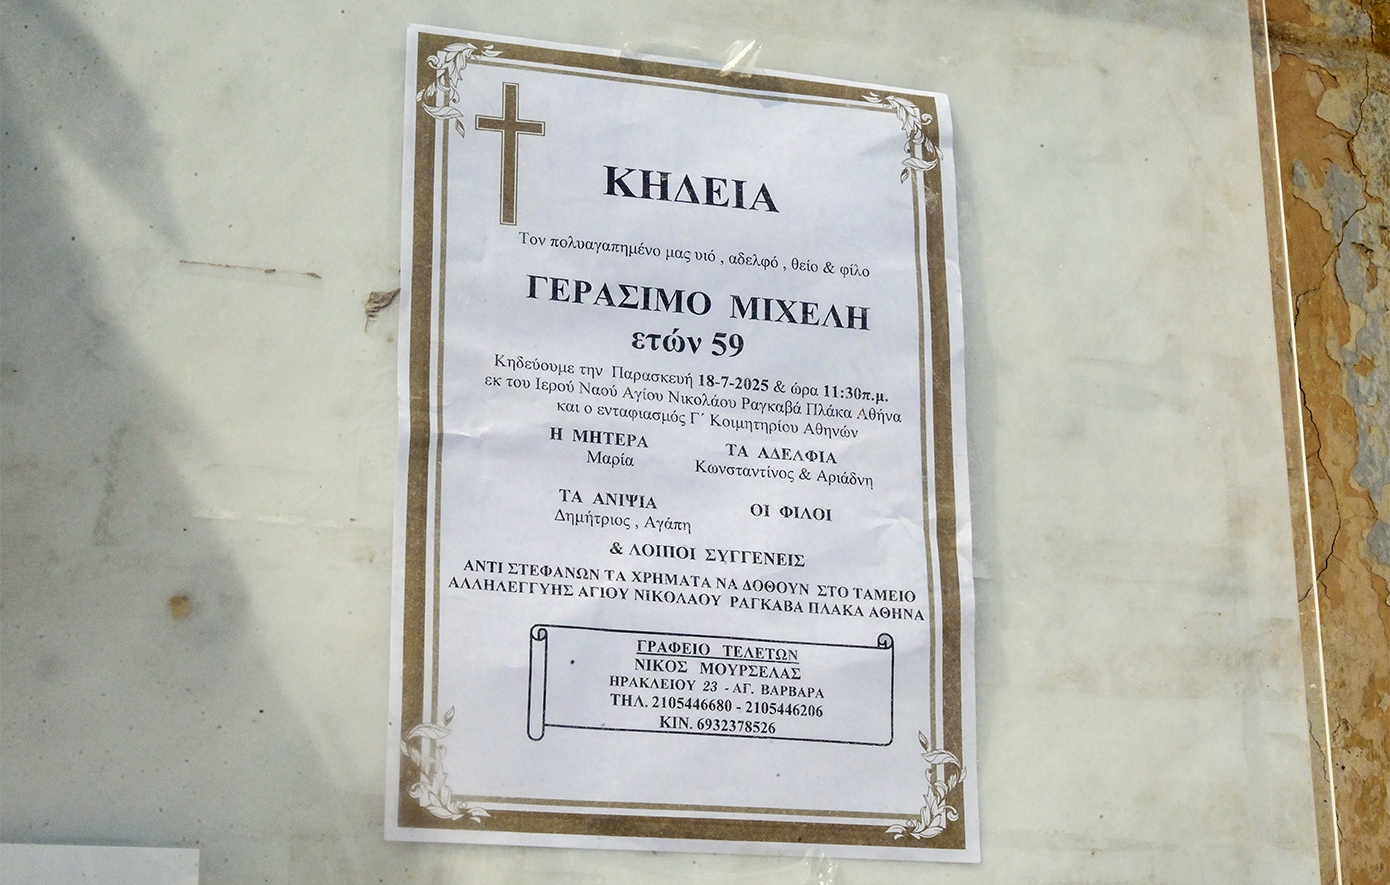 ΚΗΔΕΙΑ
Τον πολυαγαπημένο μας υιό , αδελφό , θείο & φίλο
ΓΕΡΑΣΙΜΟ ΜΙΧΕΛΗ
ετών 59
Κηδεύουμε την Παρασκευή 18-7-2025 & ώρα 11:30π.μ.
εκ του Ιερού Ναού Αγίου Νικολάου Ραγκαβά Πλάκα Αθήνα
και ο ενταφιασμός Γ΄ Κοιμητηρίου Αθηνών
Η ΜΗΤΕΡΑ
Μαρία
ΤΑ ΑΔΕΛΦΙΑ
Κωνσταντίνος & Αριάδνη
ΤΑ ΑΝΙΨΙΑ
Δημήτριος , Αγάπη
ΟΙ ΦΙΛΟΙ
& ΛΟΙΠΟΙ ΣΥΓΓΕΝΕΙΣ
ΑΝΤΙ ΣΤΕΦΑΝΩΝ ΤΑ ΧΡΗΜΑΤΑ ΝΑ ΔΟΘΟΥΝ ΣΤΟ ΤΑΜΕΙΟ
ΑΛΛΗΛΕΓΓΥΗΣ ΑΓΙΟΥ ΝΙΚΟΛΑΟΥ ΡΑΓΚΑΒΑ ΠΛΑΚΑ ΑΘΗΝΑ
ΓΡΑΦΕΙΟ ΤΕΛΕΤΩΝ
ΝΙΚΟΣ ΜΟΥΡΣΕΛΑΣ
ΗΡΑΚΛΕΙΟΥ 23 - ΑΓ. ΒΑΡΒΑΡΑ
ΤΗΛ. 2105446680 - 2105446206
ΚΙΝ. 6932378526